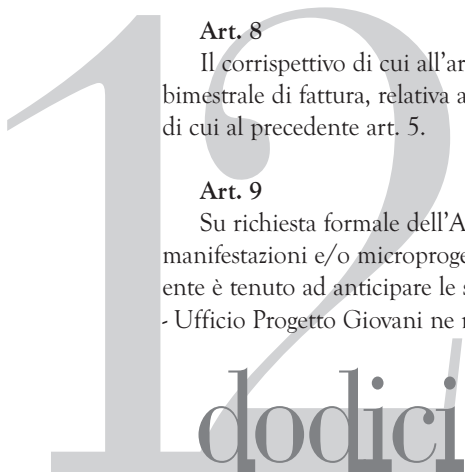 Art. 8
Il corrispettivo di cui all'ar
bimestrale di fattura, relativa a
di cui al precedente art. 5.
Art. 9
Su richiesta formale dell'A
manifestazioni e/o microproge
ente è tenuto ad anticipare le s
- Ufficio Progetto Giovani ne
12
dodici